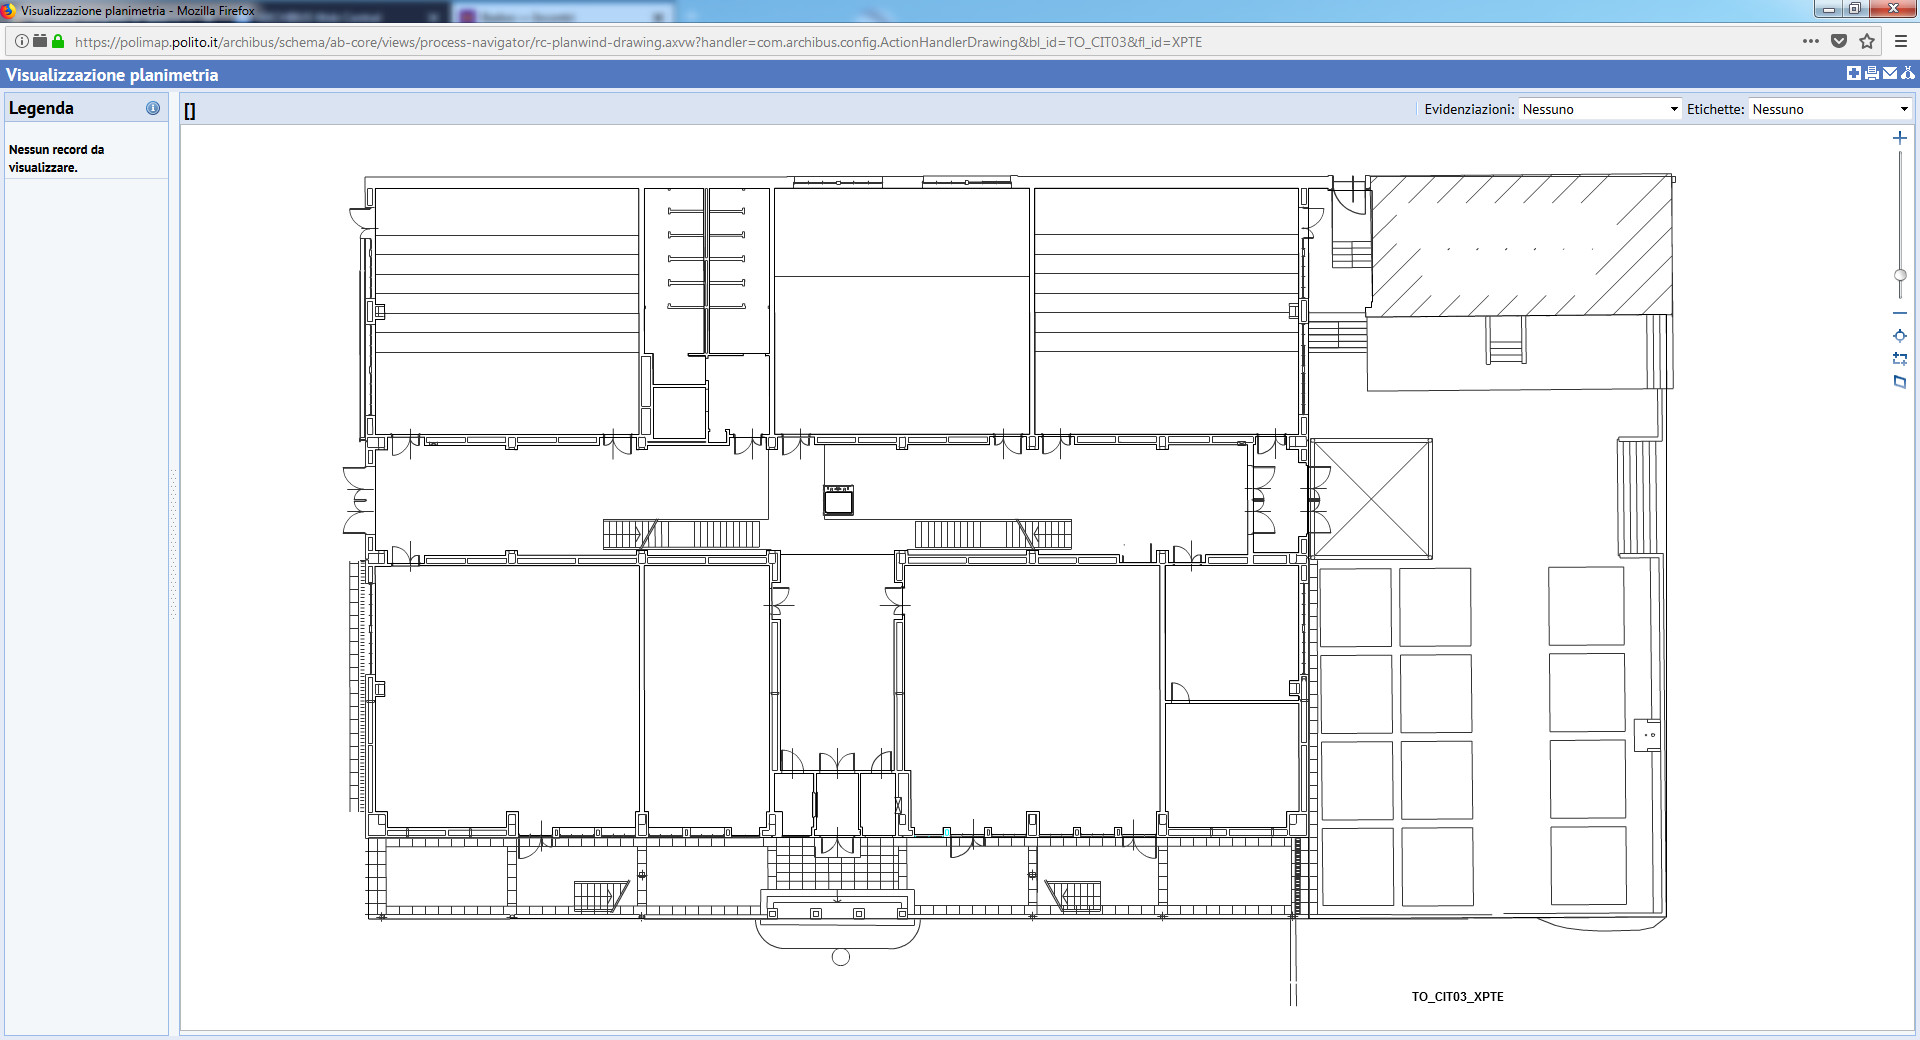 Visualizzazione planimetria - Mozilla Firefox
https://polimap.polito.it/archibus/schema/ab-core/views/process-navigator/rc-planwind-drawing.axvw?handler=com.archibus.config.ActionHandlerDrawing&bl_id=TO_CIT03&fl_id=XPTE
Visualizzazione planimetria
Legenda
[]
Evidenziazioni: Nessuno
Etichette: Nessuno
Nessun record da
visualizzare.
TO_CIT03_XPTE